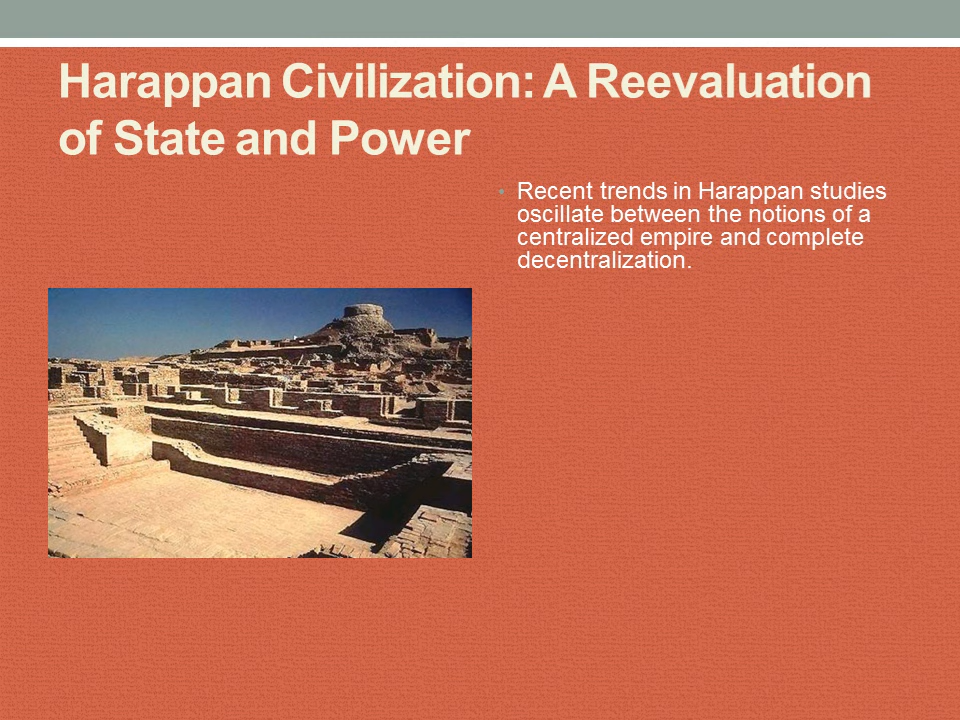 Harappan Civilization: A Reevaluation
of State and Power
• Recent trends in Harappan studies
oscillate between the notions of a
centralized empire and complete
decentralization.